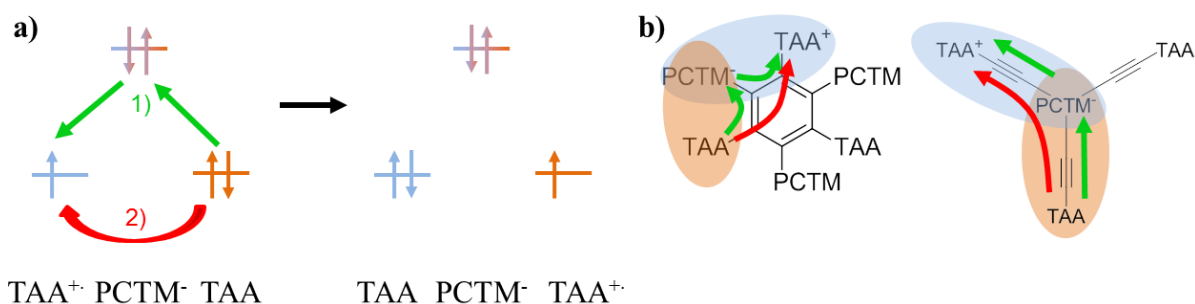 a)
1)
2)
TAA⁺· PCTM⁻ TAA
TAA PCTM⁻ TAA⁺·
b)
TAA⁺
PCTM⁻
PCTM
TAA
TAA
PCTM
TAA⁺
TAA
PCTM⁻
TAA